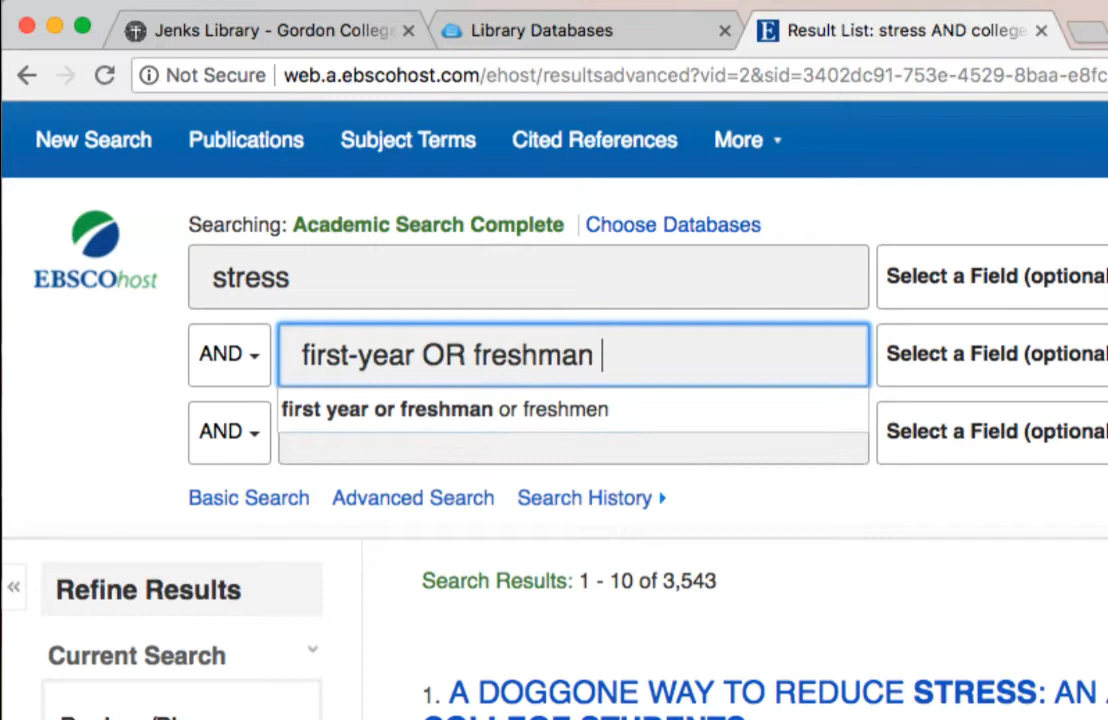 Jenks Library - Gordon Colleg
Library Databases
Result List: stress AND college
Not Secure web.a.ebscohost.com/ehost/resultsadvanced?vid=2&sid=3402dc91-753e-4529-8baa-e8fc
New Search Publications Subject Terms Cited References More
Searching: Academic Search Complete Choose Databases
EBSCOhost
stress
Select a Field (optional
AND
first-year OR freshman
Select a Field (optional
first year or freshman or freshmen
AND
Select a Field (optional
Basic Search Advanced Search Search History
Refine Results
Search Results: 1 - 10 of 3,543
Current Search
1. A DOGGONE WAY TO REDUCE STRESS: AN
COLLEGE STUDENTS